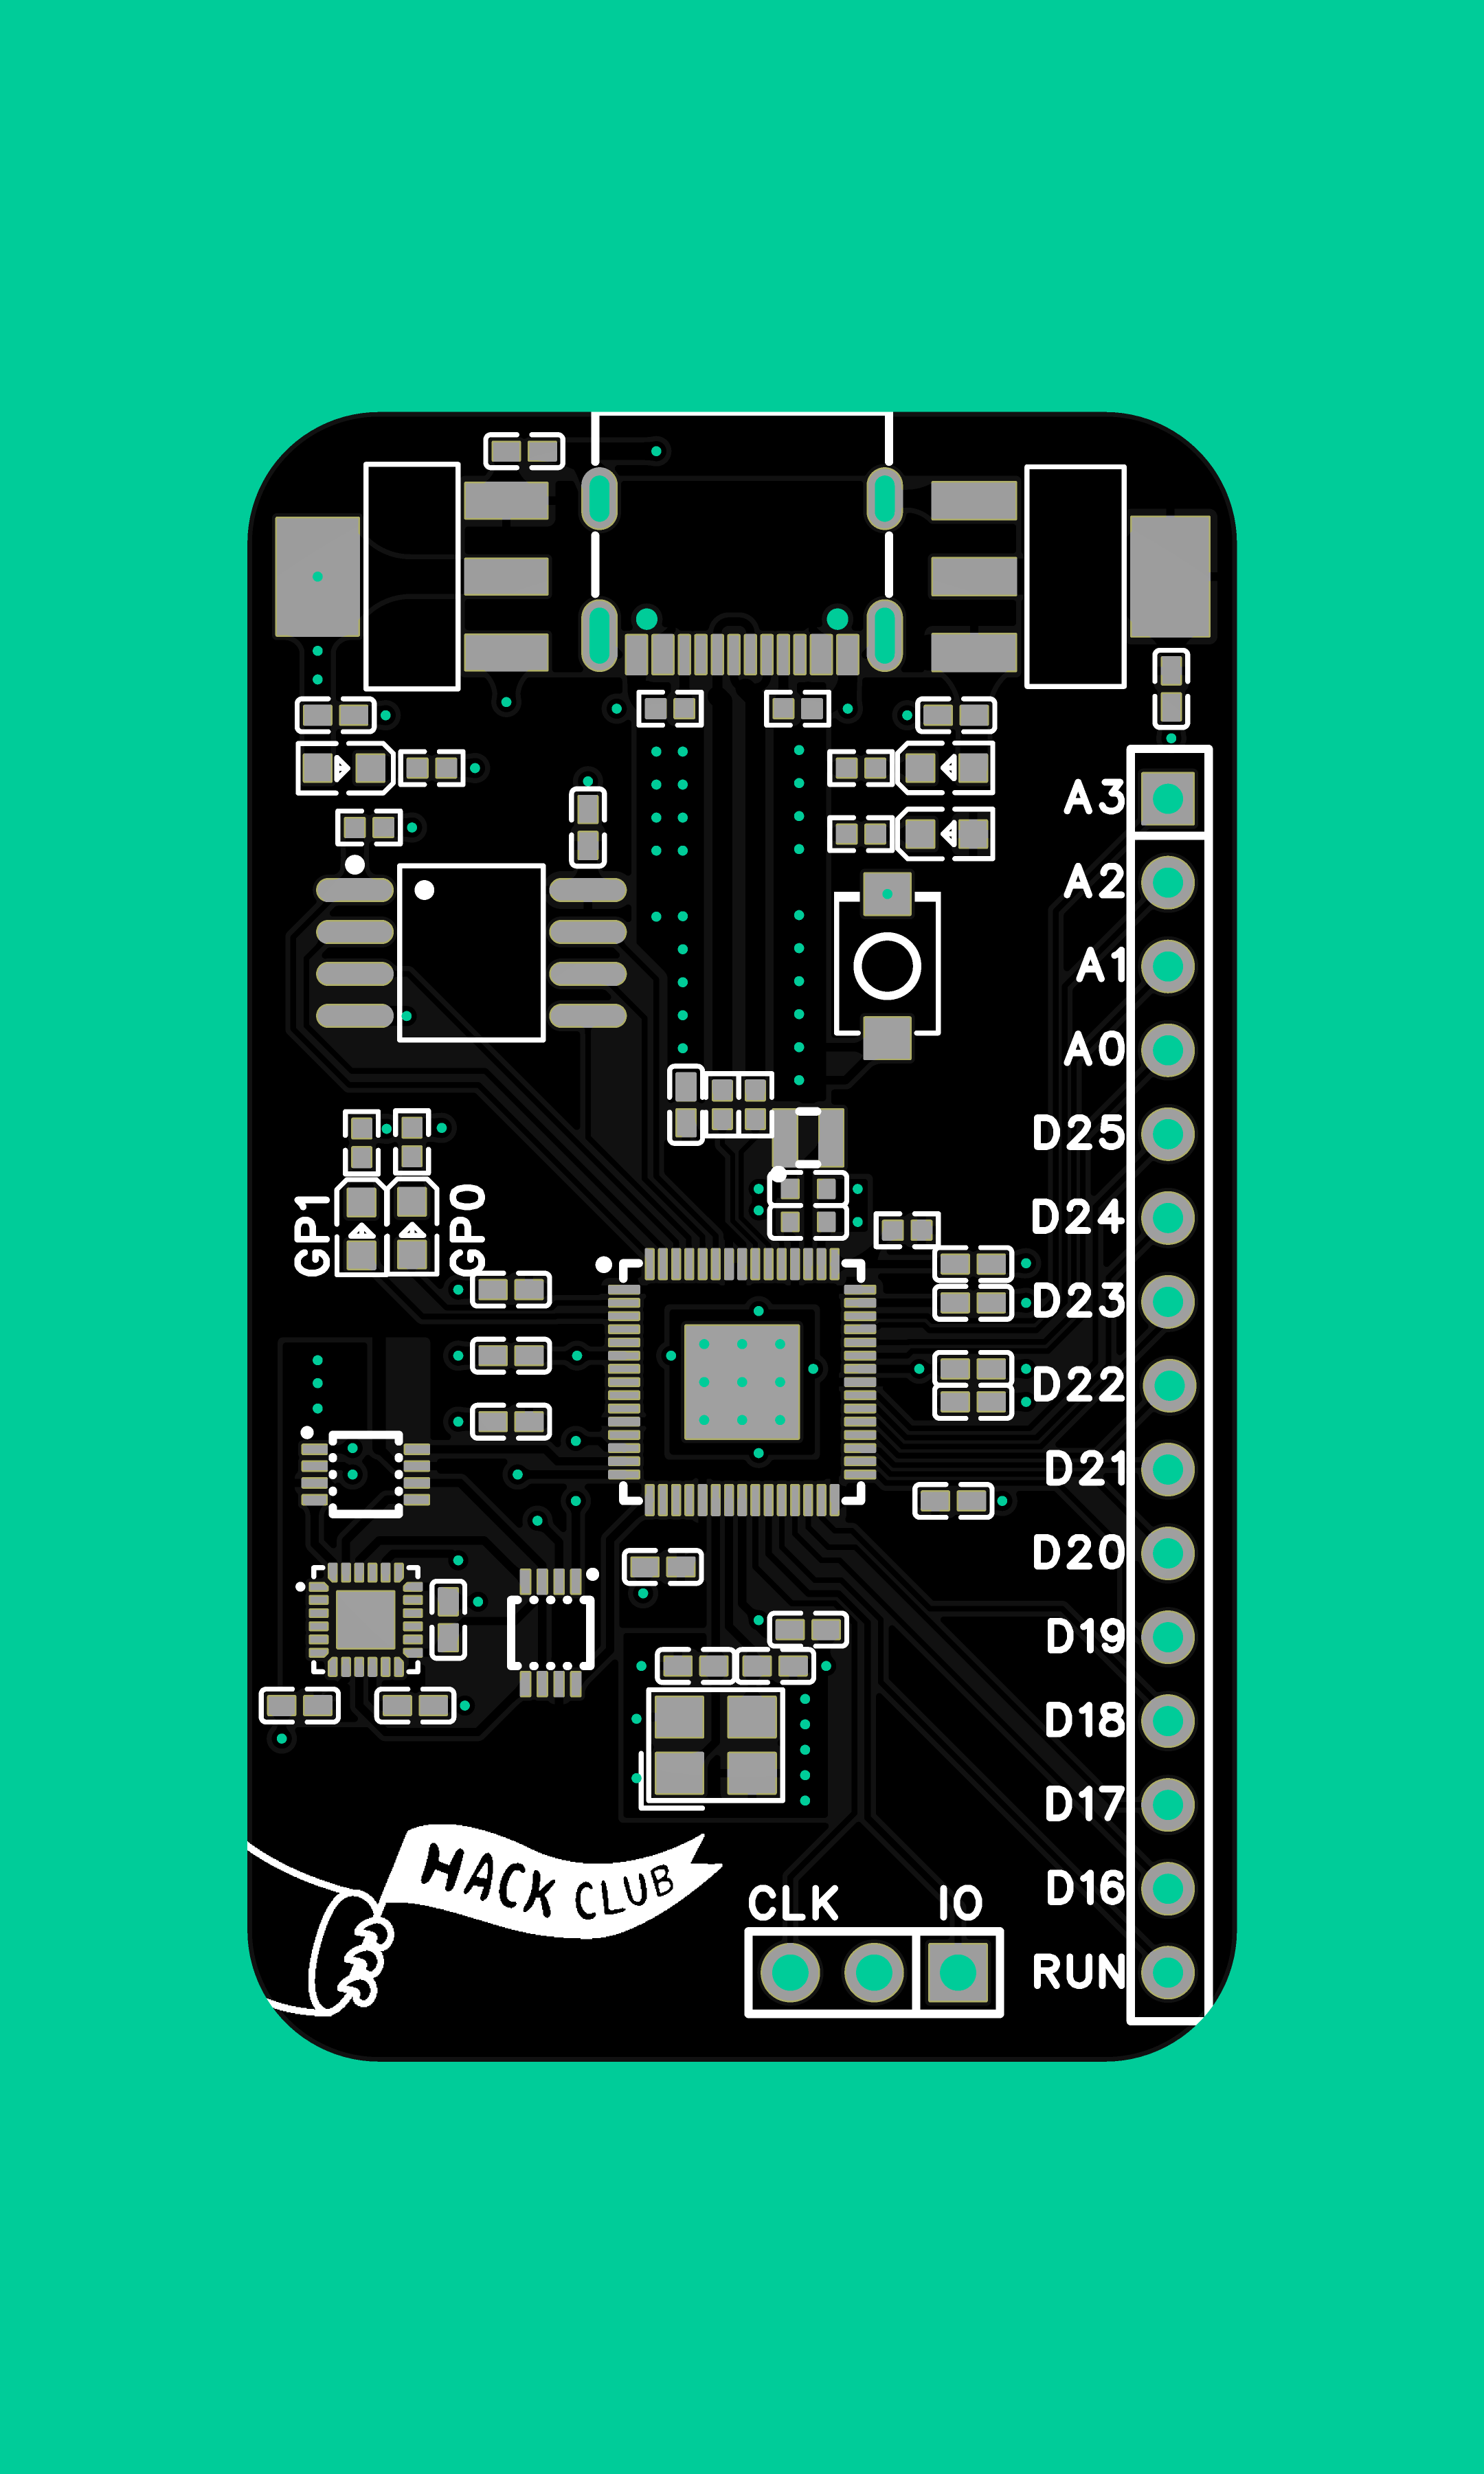 A3
A2
A1
A0
D25
D24
GP1
GP0
D23
D22
D21
D20
D19
D18
D17
HACK CLUB
D16
CLK IO
RUN